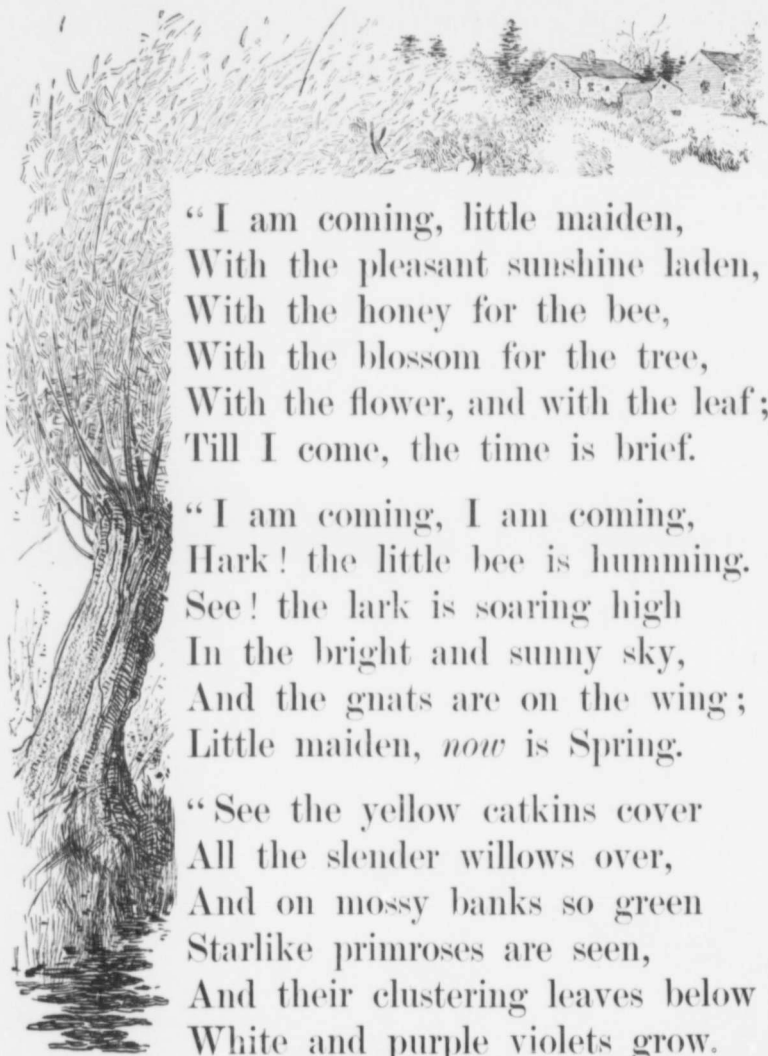 “I am coming, little maiden,
With the pleasant sunshine laden,
With the honey for the bee,
With the blossom for the tree,
With the flower, and with the leaf;
Till I come, the time is brief.
“I am coming, I am coming,
Hark! the little bee is humming.
See! the lark is soaring high
In the bright and sunny sky,
And the gnats are on the wing;
Little maiden, now is Spring.
“See the yellow catkins cover
All the slender willows over,
And on mossy banks so green
Starlike primroses are seen,
And their clustering leaves below
White and purple violets grow.